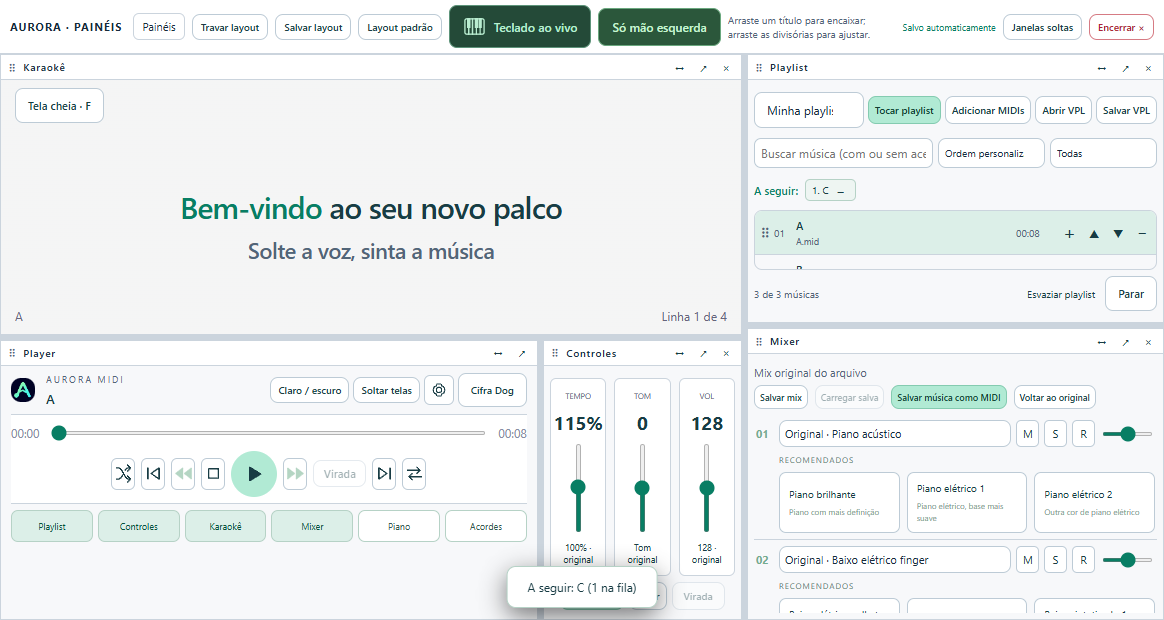 AURORA · PAINÉIS
Painéis
Travar layout
Salvar layout
Layout padrão
Teclado ao vivo
Só mão esquerda
Arraste um título para encaixar;
arraste as divisórias para ajustar.
Salvo automaticamente
Janelas soltas
Encerrar ×
Karaokê
Tela cheia · F
Bem-vindo ao seu novo palco
Solte a voz, sinta a música
A
Linha 1 de 4
Playlist
Minha playli
Tocar playlist
Adicionar MIDIs
Abrir VPL
Salvar VPL
Buscar música (com ou sem ace
Ordem personaliz
Todas
A seguir:
1. C –
01
A
A.mid
00:08
3 de 3 músicas
Esvaziar playlist
Parar
Player
AURORA MIDI
A
Claro / escuro
Soltar telas
Cifra Dog
00:00
00:08
Virada
Playlist
Controles
Karaokê
Mixer
Piano
Acordes
Controles
TEMPO
115%
100% ·
original
TOM
0
Tom
original
VOL
128
128 ·
original
Virada
A seguir: C (1 na fila)
Mixer
Mix original do arquivo
Salvar mix
Carregar salva
Salvar música como MIDI
Voltar ao original
01
Original · Piano acústico
M
S
R
RECOMENDADOS
Piano brilhante
Piano com mais definição
Piano elétrico 1
Piano elétrico, base mais
suave
Piano elétrico 2
Outra cor de piano elétrico
02
Original · Baixo elétrico finger
M
S
R
RECOMENDADOS